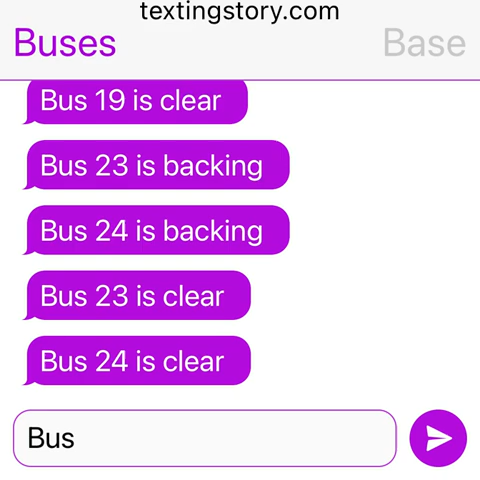 textingstory.com
Buses Base
Bus 19 is clear
Bus 23 is backing
Bus 24 is backing
Bus 23 is clear
Bus 24 is clear
Bus